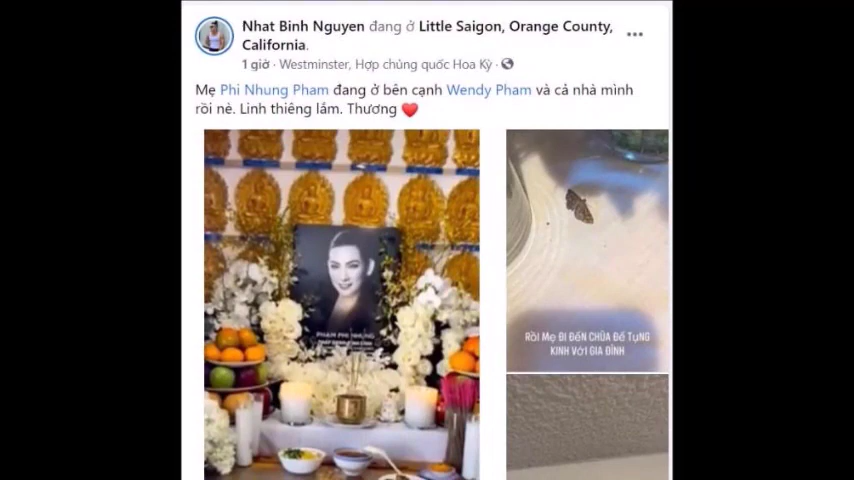 Nhat Binh Nguyen đang ở Little Saigon, Orange County,
California.
1 giờ · Westminster, Hợp chủng quốc Hoa Kỳ ·
Mẹ Phi Nhung Pham đang ở bên cạnh Wendy Pham và cả nhà mình
rồi nè. Linh thiêng lắm. Thương ❤️
PHẠM PHI NHUNG
RỒI MẸ ĐI ĐẾN CHÙA ĐỂ TỤNG
KINH VỚI GIA ĐÌNH